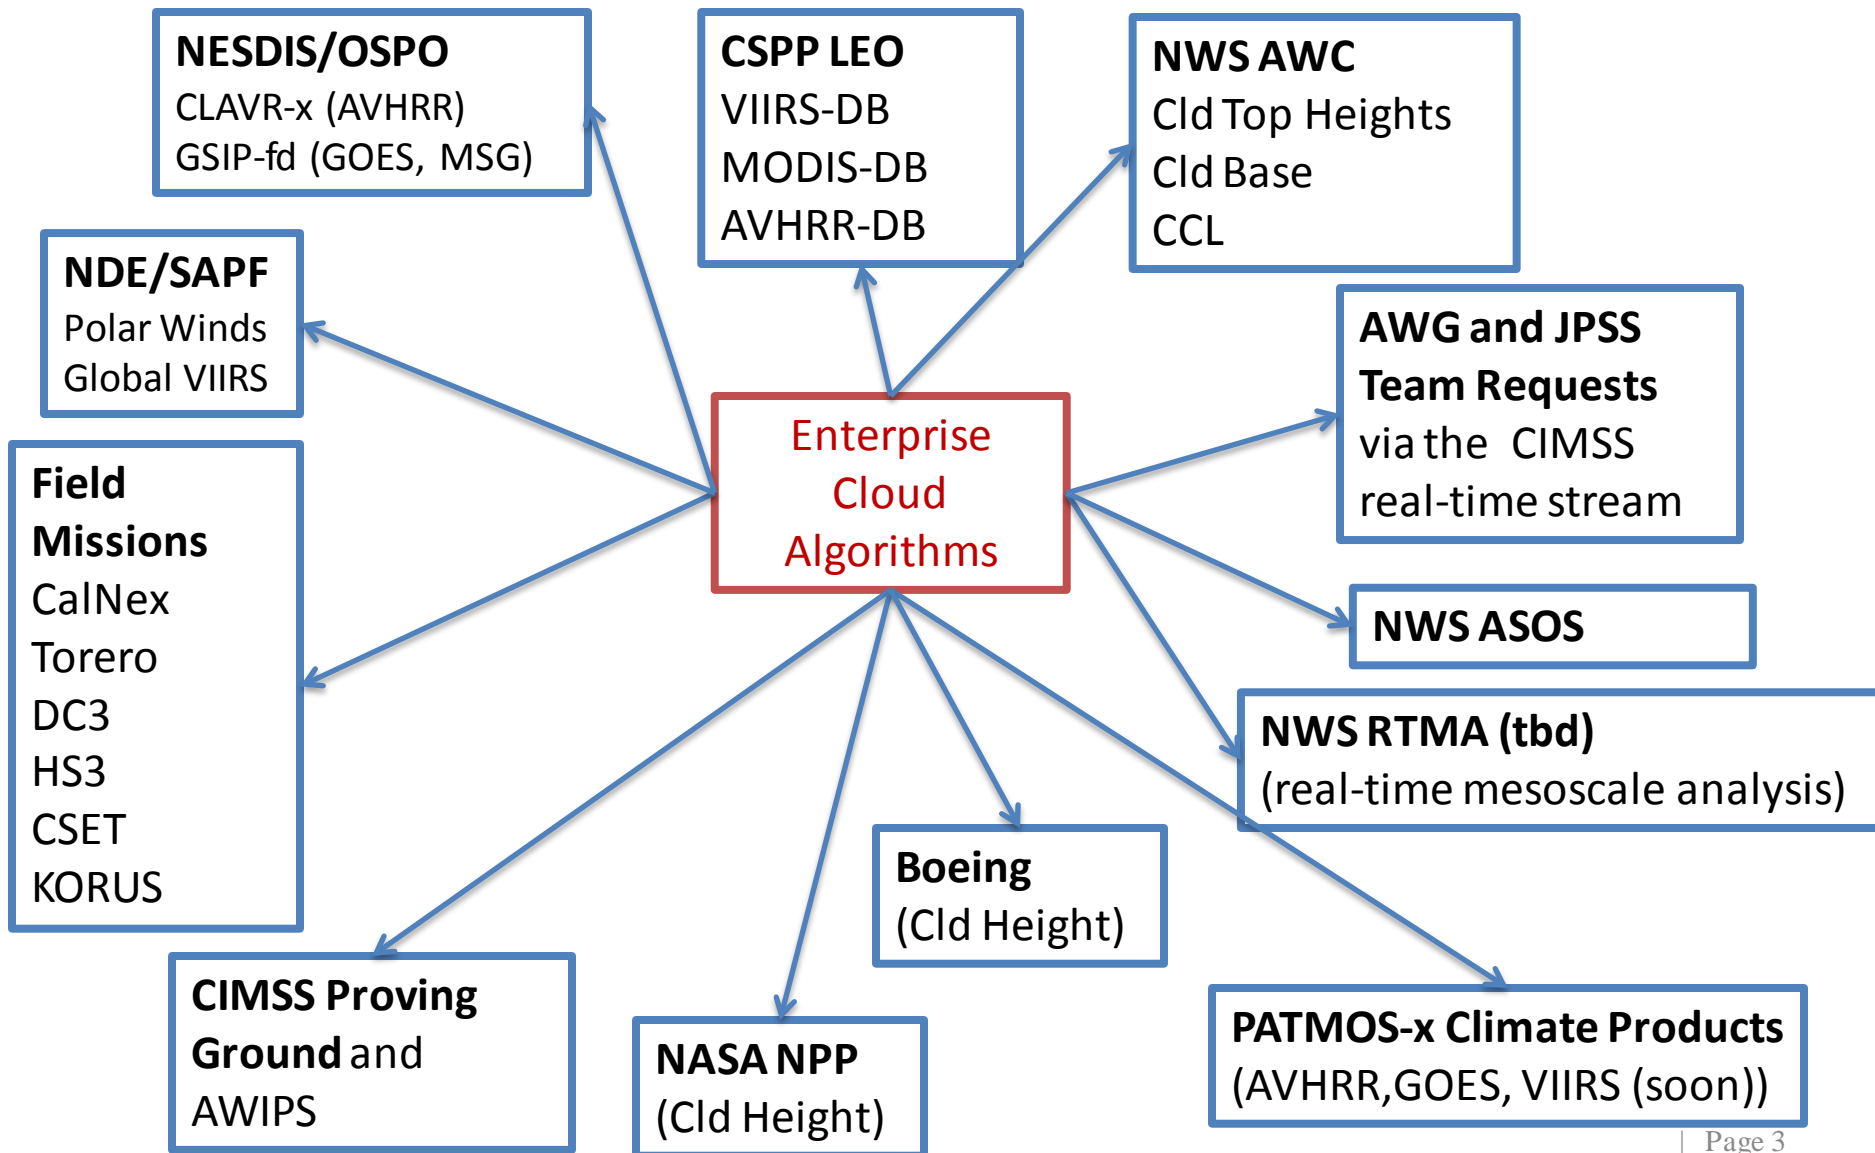 NESDIS/OSPO
CLAVR-x (AVHRR)
GSIP-fd (GOES, MSG)
CSPP LEO
VIIRS-DB
MODIS-DB
AVHRR-DB
NWS AWC
Cld Top Heights
Cld Base
CCL
NDE/SAPF
Polar Winds
Global VIIRS
AWG and JPSS
Team Requests
via the CIMSS
real-time stream
Enterprise
Cloud
Algorithms
Field
Missions
CalNex
Torero
DC3
HS3
CSET
KORUS
NWS ASOS
NWS RTMA (tbd)
(real-time mesoscale analysis)
Boeing
(Cld Height)
CIMSS Proving
Ground and
AWIPS
NASA NPP
(Cld Height)
PATMOS-x Climate Products
(AVHRR,GOES, VIIRS (soon))
| Page 3